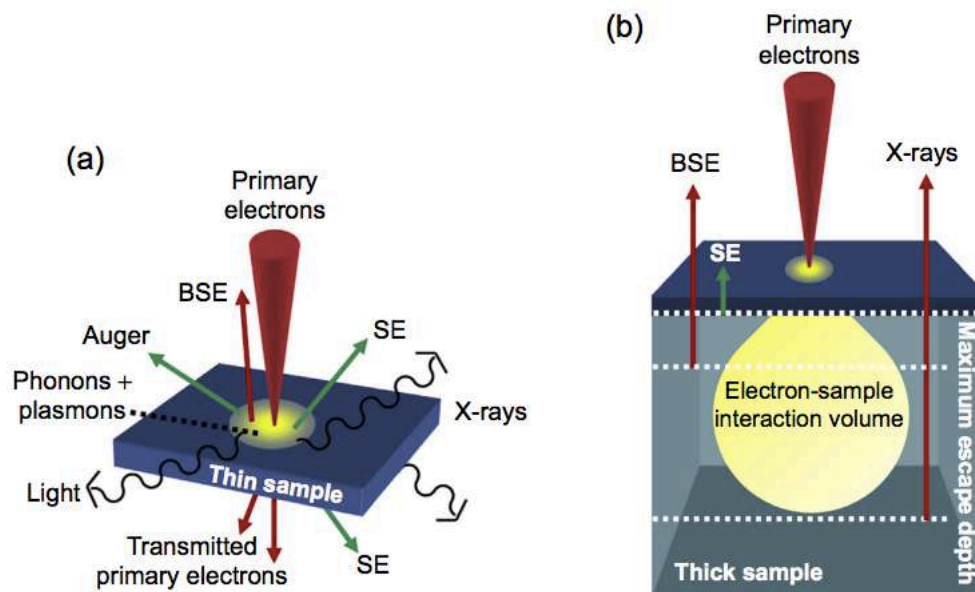 (a)
Primary
electrons
BSE
SE
Auger
Phonons +
plasmons
X-rays
Light
Thin sample
Transmitted
primary electrons
SE
(b)
Primary
electrons
BSE
X-rays
SE
Electron-sample
interaction volume
Maximum escape depth
Thick sample